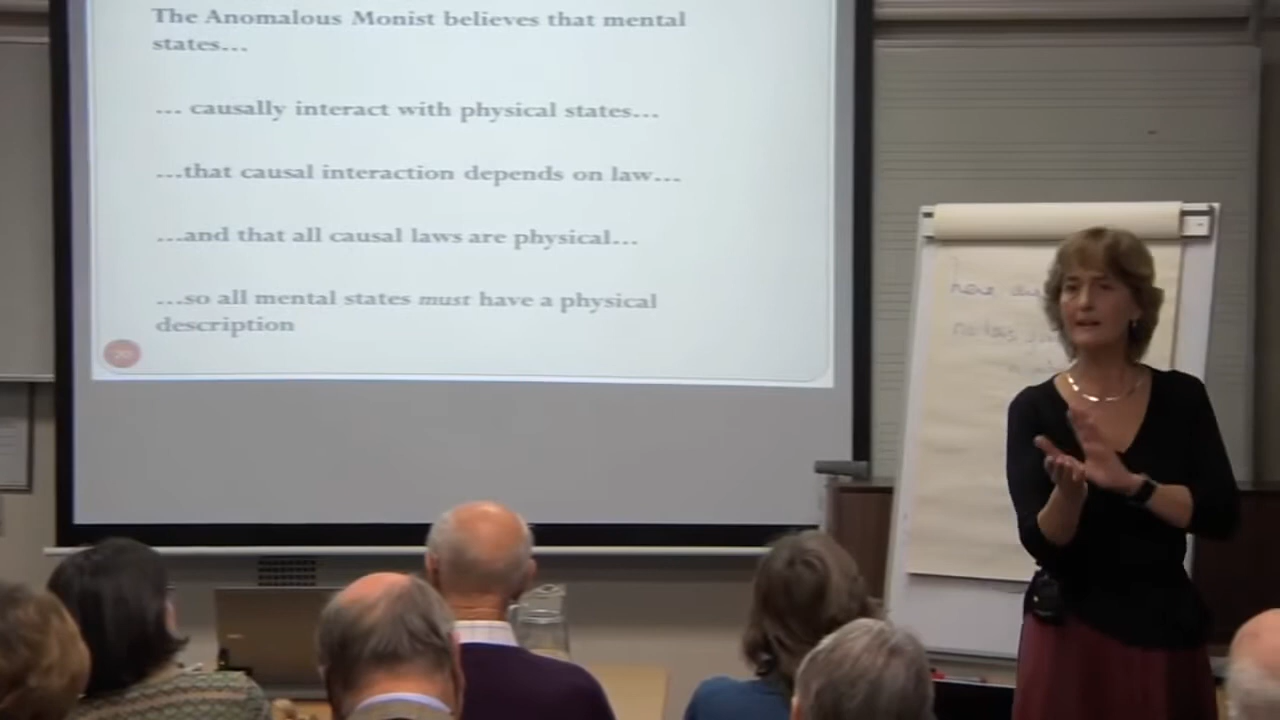 The Anomalous Monist believes that mental
states...
... causally interact with physical states...
...that causal interaction depends on law...
...and that all causal laws are physical...
...so all mental states must have a physical
description
20